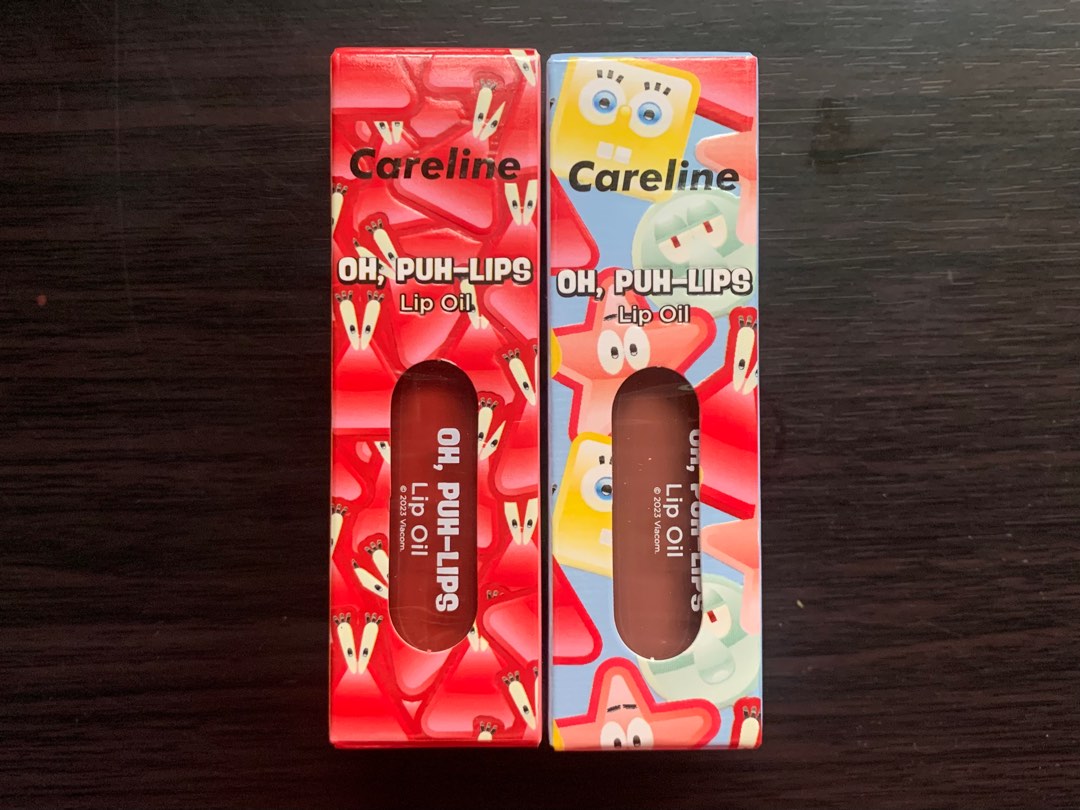 Careline
OH, PUH-LIPS
Lip Oil
OH, PUH-LIPS
Lip Oil
© 2023 Viacom.
Careline
OH, PUH-LIPS
Lip Oil
OH, PUH-LIPS
Lip Oil
© 2023 Viacom.